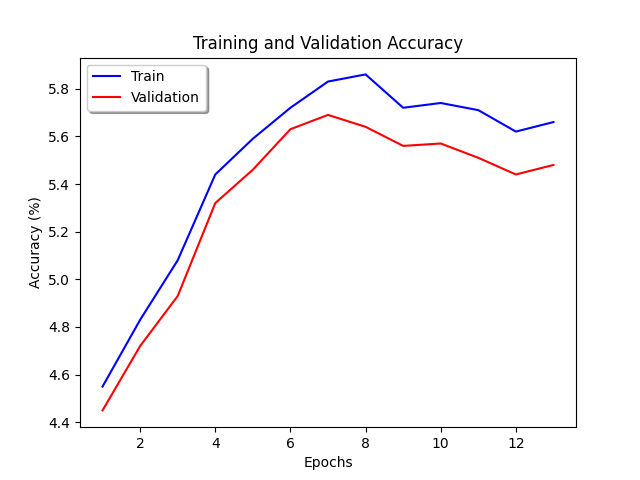 Training and Validation Accuracy
Train
Validation
Accuracy (%)
5.8
5.6
5.4
5.2
5.0
4.8
4.6
4.4
2 4 6 8 10 12
Epochs